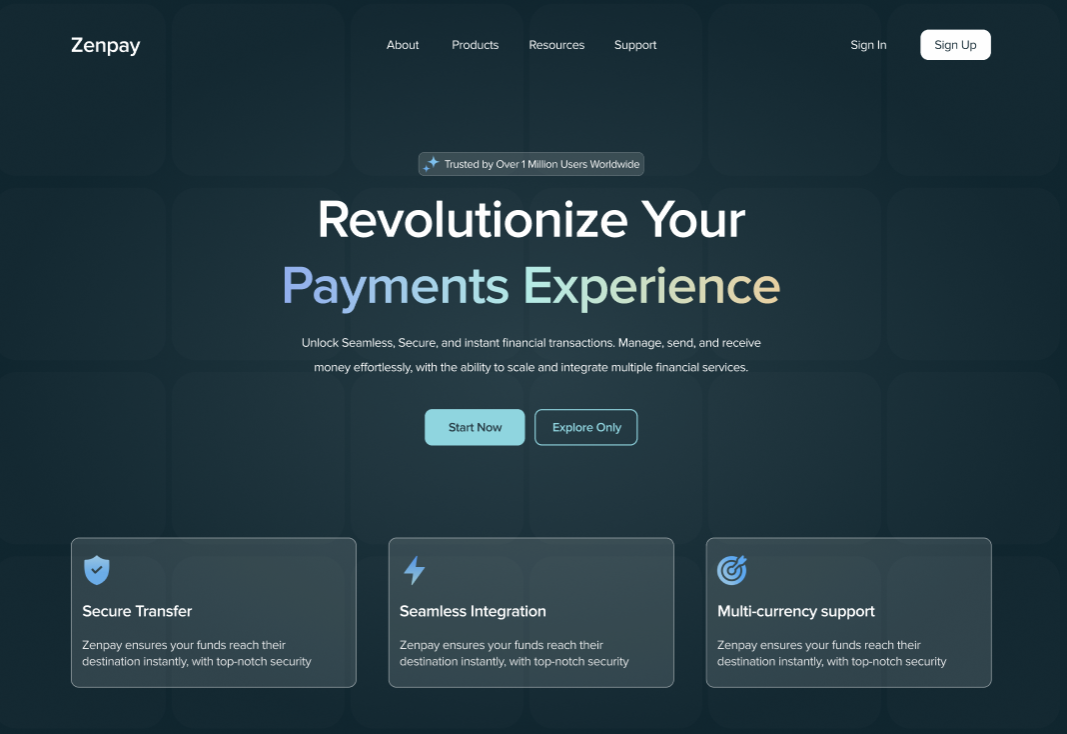 Zenpay
About
Products
Resources
Support
Sign In
Sign Up
Trusted by Over 1 Million Users Worldwide
Revolutionize Your
Payments Experience
Unlock Seamless, Secure, and instant financial transactions. Manage, send, and receive
money effortlessly, with the ability to scale and integrate multiple financial services.
Start Now
Explore Only
Secure Transfer
Zenpay ensures your funds reach their
destination instantly, with top-notch security
Seamless Integration
Zenpay ensures your funds reach their
destination instantly, with top-notch security
Multi-currency support
Zenpay ensures your funds reach their
destination instantly, with top-notch security